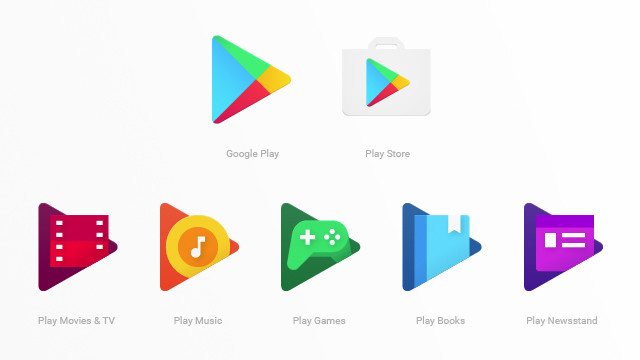 Google Play
Play Store
Play Movies & TV
Play Music
Play Games
Play Books
Play Newsstand